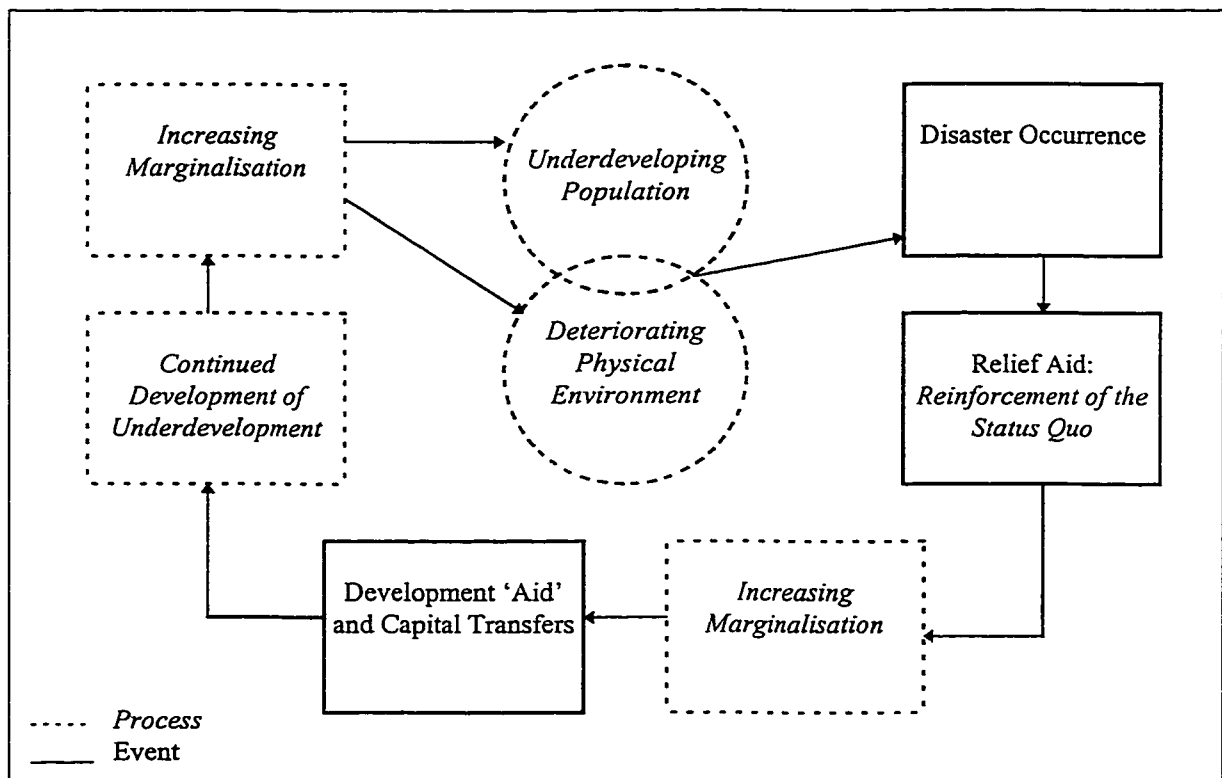 Increasing
Marginalisation
Underdeveloping
Population
Disaster Occurrence
Continued
Development of
Underdevelopment
Deteriorating
Physical
Environment
Relief Aid:
Reinforcement of the
Status Quo
Development ‘Aid’
and Capital Transfers
Increasing
Marginalisation
Process
Event